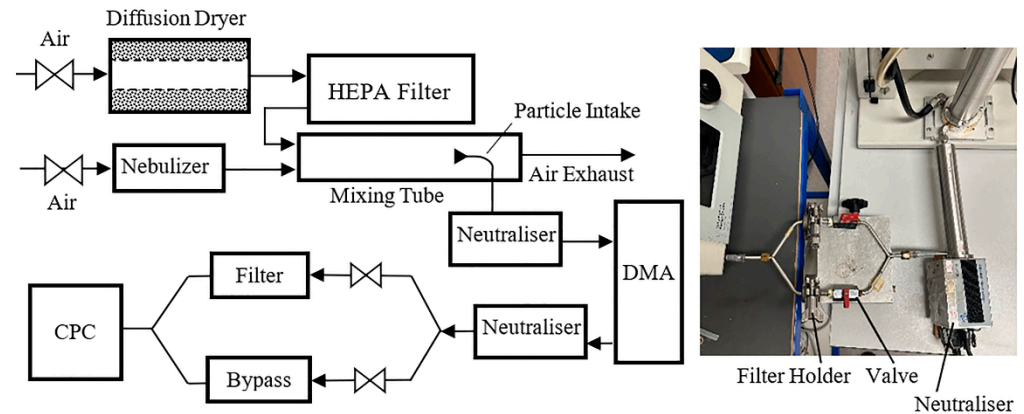 Diffusion Dryer
Air
HEPA Filter
Particle Intake
Nebulizer
Air
Mixing Tube
Air Exhaust
Neutraliser
DMA
Filter
CPC
Neutraliser
Bypass
Filter Holder
Valve
Neutraliser